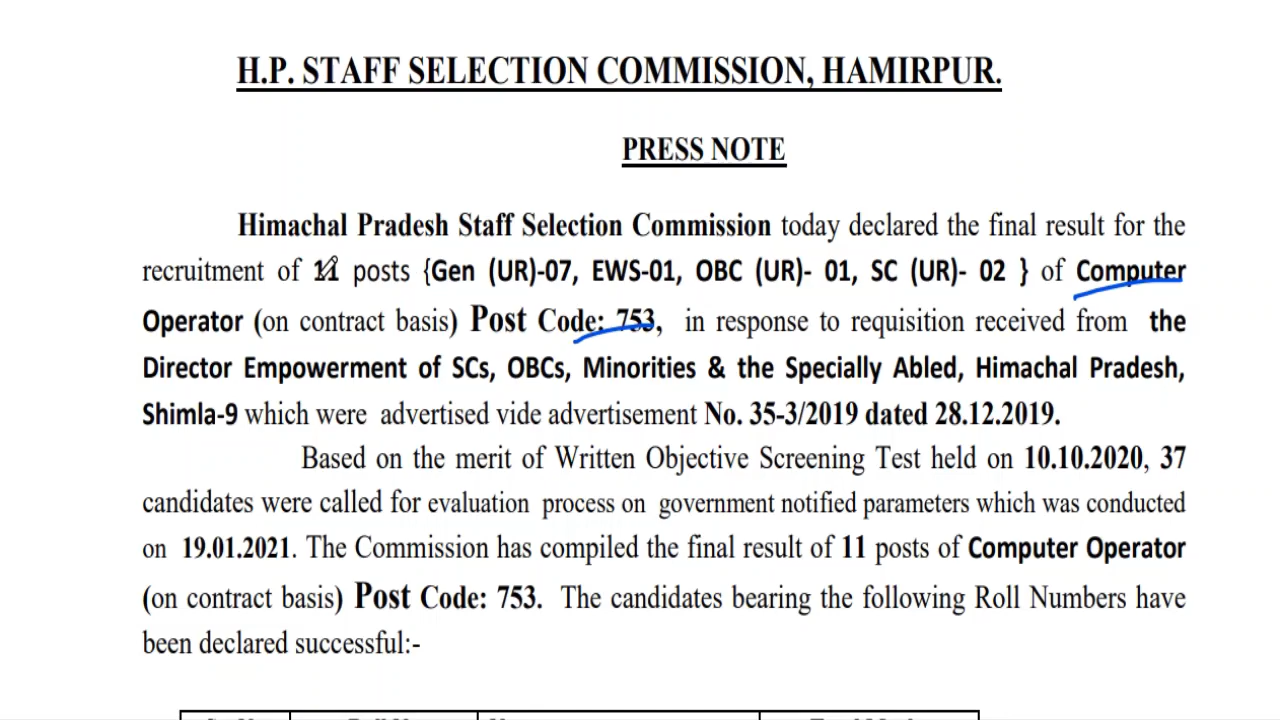 H.P. STAFF SELECTION COMMISSION, HAMIRPUR.
PRESS NOTE
Himachal Pradesh Staff Selection Commission today declared the final result for the
recruitment of 11 posts {Gen (UR)-07, EWS-01, OBC (UR)- 01, SC (UR)- 02 } of Computer
Operator (on contract basis) Post Code: 753, in response to requisition received from the
Director Empowerment of SCs, OBCs, Minorities & the Specially Abled, Himachal Pradesh,
Shimla-9 which were advertised vide advertisement No. 35-3/2019 dated 28.12.2019.
Based on the merit of Written Objective Screening Test held on 10.10.2020, 37
candidates were called for evaluation process on government notified parameters which was conducted
on 19.01.2021. The Commission has compiled the final result of 11 posts of Computer Operator
(on contract basis) Post Code: 753. The candidates bearing the following Roll Numbers have
been declared successful:-